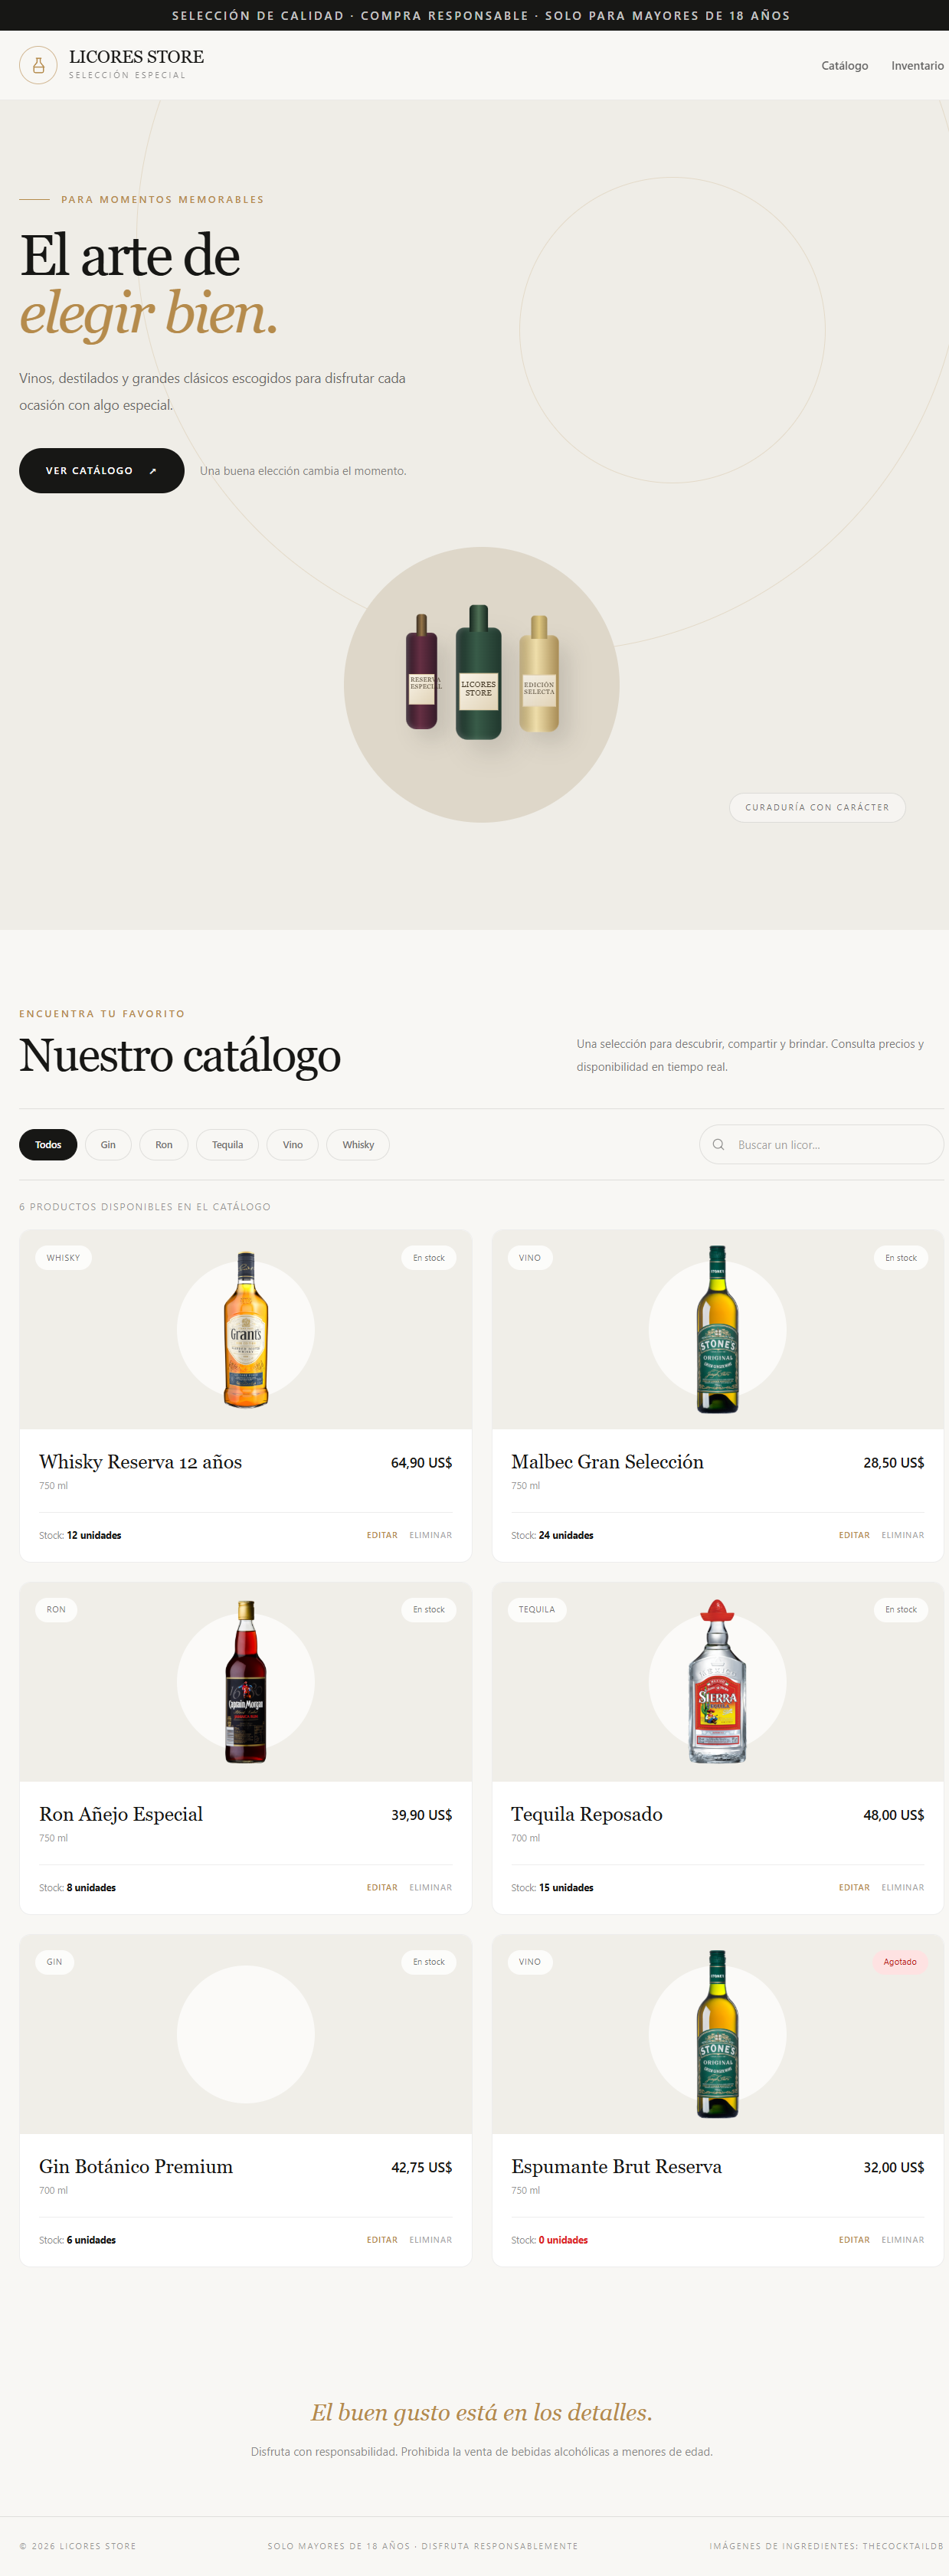 SELECCIÓN DE CALIDAD · COMPRA RESPONSABLE · SOLO PARA MAYORES DE 18 AÑOS
LICORES STORE
SELECCIÓN ESPECIAL
Catálogo
Inventario
PARA MOMENTOS MEMORABLES
El arte de
elegir bien.
Vinos, destilados y grandes clásicos escogidos para disfrutar cada
ocasión con algo especial.
VER CATÁLOGO ↗
Una buena elección cambia el momento.
RESERVA
ESPECIAL
LICORES
STORE
EDICIÓN
SELECTA
CURADURÍA CON CARÁCTER
ENCUENTRA TU FAVORITO
Nuestro catálogo
Una selección para descubrir, compartir y brindar. Consulta precios y
disponibilidad en tiempo real.
Todos
Gin
Ron
Tequila
Vino
Whisky
Buscar un licor...
6 PRODUCTOS DISPONIBLES EN EL CATÁLOGO
WHISKY
En stock
Grant's
Whisky Reserva 12 años
64,90 US$
750 ml
Stock: 12 unidades
EDITAR
ELIMINAR
VINO
En stock
STONE'S
ORIGINAL
Malbec Gran Selección
28,50 US$
750 ml
Stock: 24 unidades
EDITAR
ELIMINAR
RON
En stock
Captain Morgan
Ron Añejo Especial
39,90 US$
750 ml
Stock: 8 unidades
EDITAR
ELIMINAR
TEQUILA
En stock
SIERRA
Tequila Reposado
48,00 US$
700 ml
Stock: 15 unidades
EDITAR
ELIMINAR
GIN
En stock
Gin Botánico Premium
42,75 US$
700 ml
Stock: 6 unidades
EDITAR
ELIMINAR
VINO
Agotado
STONE'S
ORIGINAL
Espumante Brut Reserva
32,00 US$
750 ml
Stock: 0 unidades
EDITAR
ELIMINAR
El buen gusto está en los detalles.
Disfruta con responsabilidad. Prohibida la venta de bebidas alcohólicas a menores de edad.
© 2026 LICORES STORE
SOLO MAYORES DE 18 AÑOS · DISFRUTA RESPONSABLEMENTE
IMÁGENES DE INGREDIENTES: THECOCKTAILDB